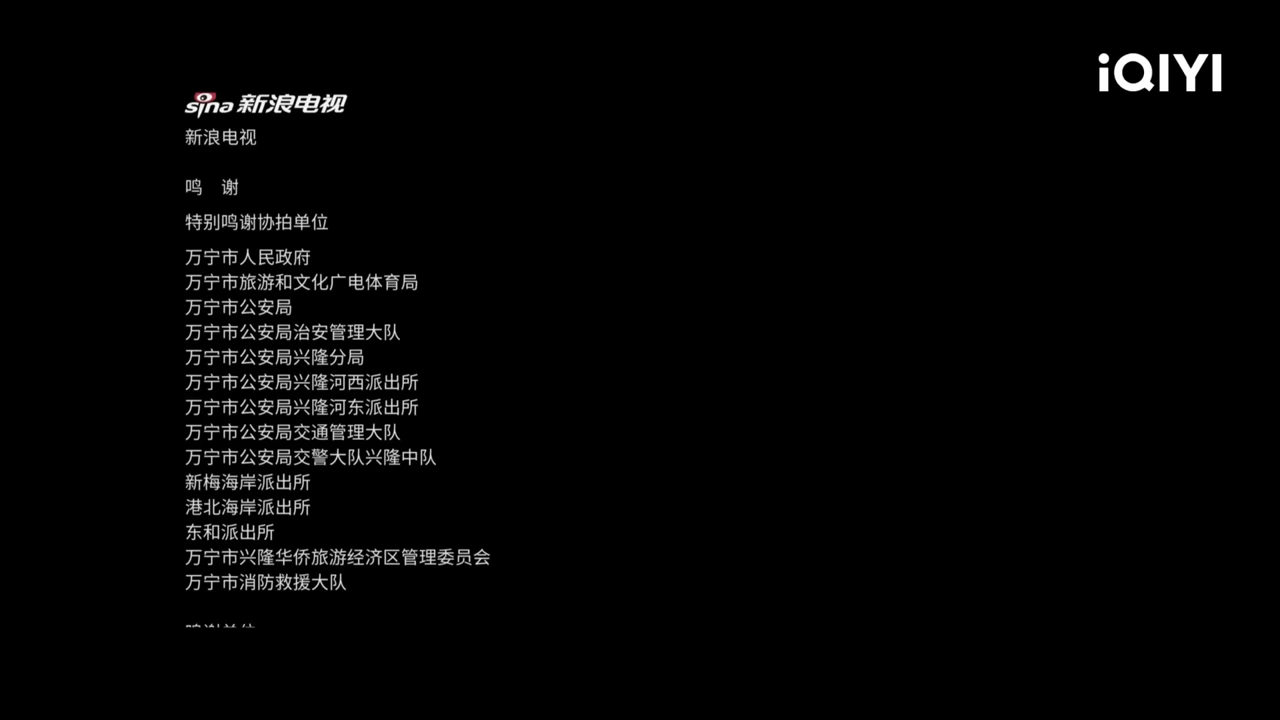 iQIYI
sina 新浪电视
新浪电视
鸣 谢
特别鸣谢协拍单位
万宁市人民政府
万宁市旅游和文化广电体育局
万宁市公安局
万宁市公安局治安管理大队
万宁市公安局兴隆分局
万宁市公安局兴隆河西派出所
万宁市公安局兴隆河东派出所
万宁市公安局交通管理大队
万宁市公安局交警大队兴隆中队
新梅海岸派出所
港北海岸派出所
东和派出所
万宁市兴隆华侨旅游经济区管理委员会
万宁市消防救援大队